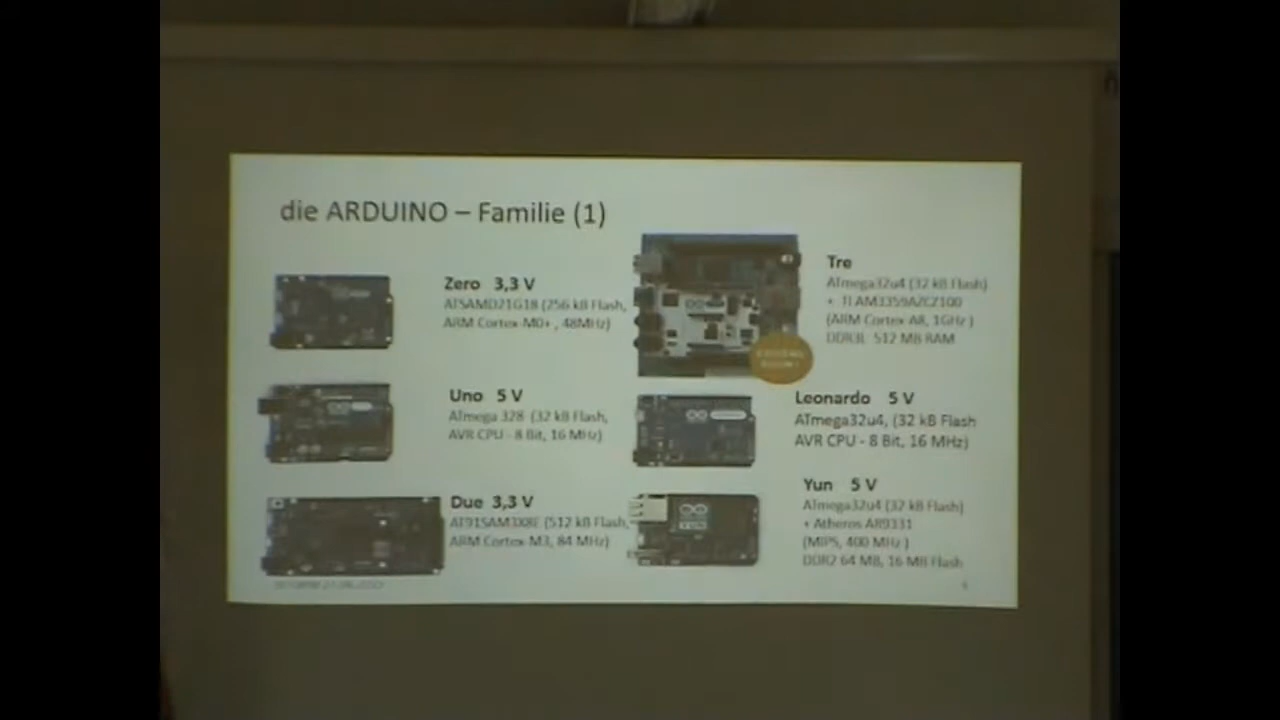 die ARDUINO – Familie (1)
Zero 3,3 V
ATSAMD21G18 (256 kB Flash,
ARM Cortex-M0+ , 48MHz)
Uno 5 V
ATmega 328 (32 kB Flash,
AVR CPU - 8 Bit, 16 MHz)
Due 3,3 V
AT91SAM3X8E (512 kB Flash,
ARM Cortex-M3, 84 MHz)
Tre
ATmega32u4 (32 kB Flash)
+ TI AM3359AZCZ100
(ARM Cortex-A8, 1GHz )
DDR3L 512 MB RAM
Leonardo 5 V
ATmega32u4, (32 kB Flash
AVR CPU - 8 Bit, 16 MHz)
Yun 5 V
ATmega32u4 (32 kB Flash)
+ Atheros AR9331
(MIPS, 400 MHz )
DDR2 64 MB, 16 MB Flash
YUN